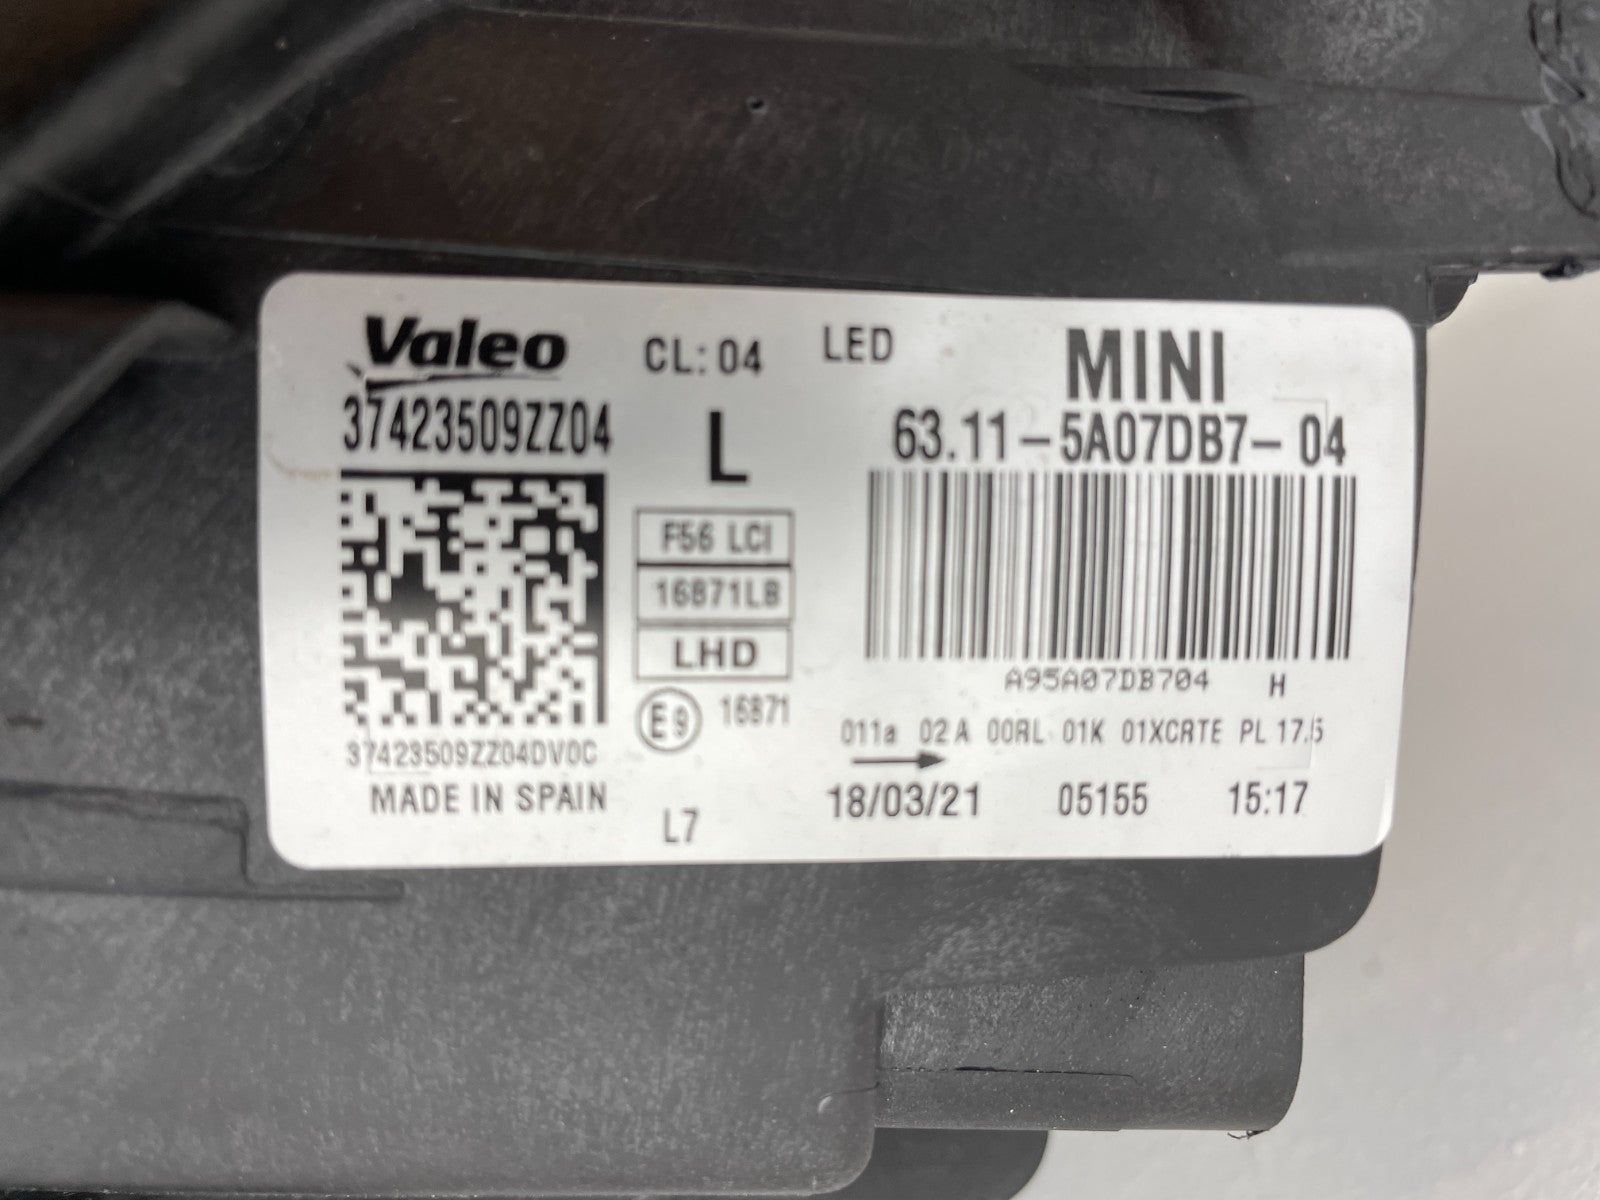 Valeo CL: 04 LED MINI
37423509ZZ04 L 63.11-5A07DB7-04
F56 LCI
16871LB
LHD
A95A07DB704 H
E9 16871
011a 02A 00RL 01K 01XCRTE PL 17.5
37423509ZZ04DV0C
MADE IN SPAIN L7 18/03/21 05155 15:17